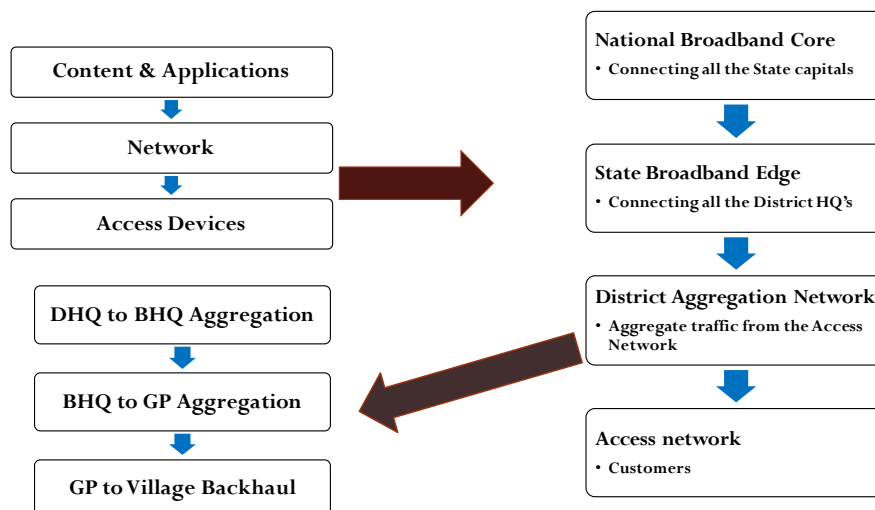 Content & Applications
Network
Access Devices
National Broadband Core
• Connecting all the State capitals
State Broadband Edge
• Connecting all the District HQ's
District Aggregation Network
• Aggregate traffic from the Access
Network
Access network
• Customers
DHQ to BHQ Aggregation
BHQ to GP Aggregation
GP to Village Backhaul